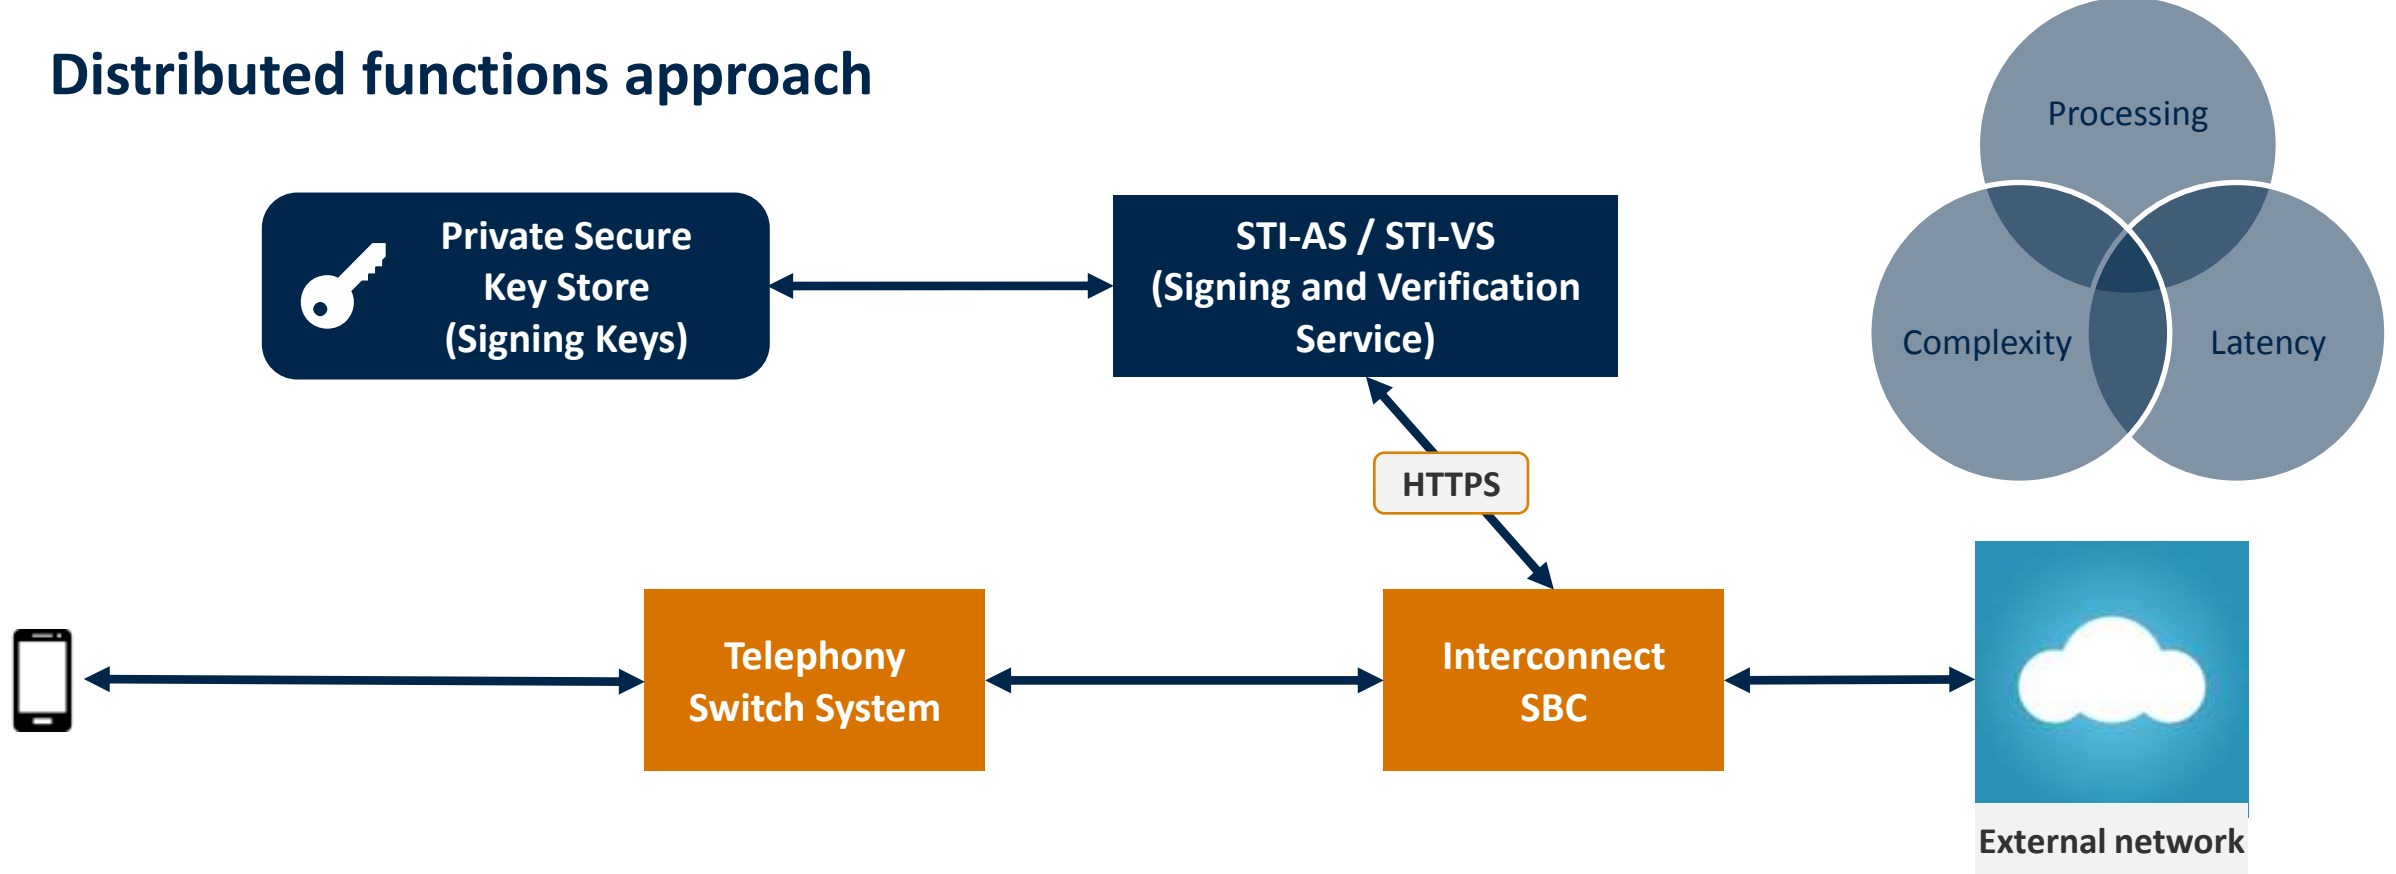 Distributed functions approach
Processing
Complexity
Latency
Private Secure
Key Store
(Signing Keys)
STI-AS / STI-VS
(Signing and Verification
Service)
HTTPS
Telephony
Switch System
Interconnect
SBC
External network